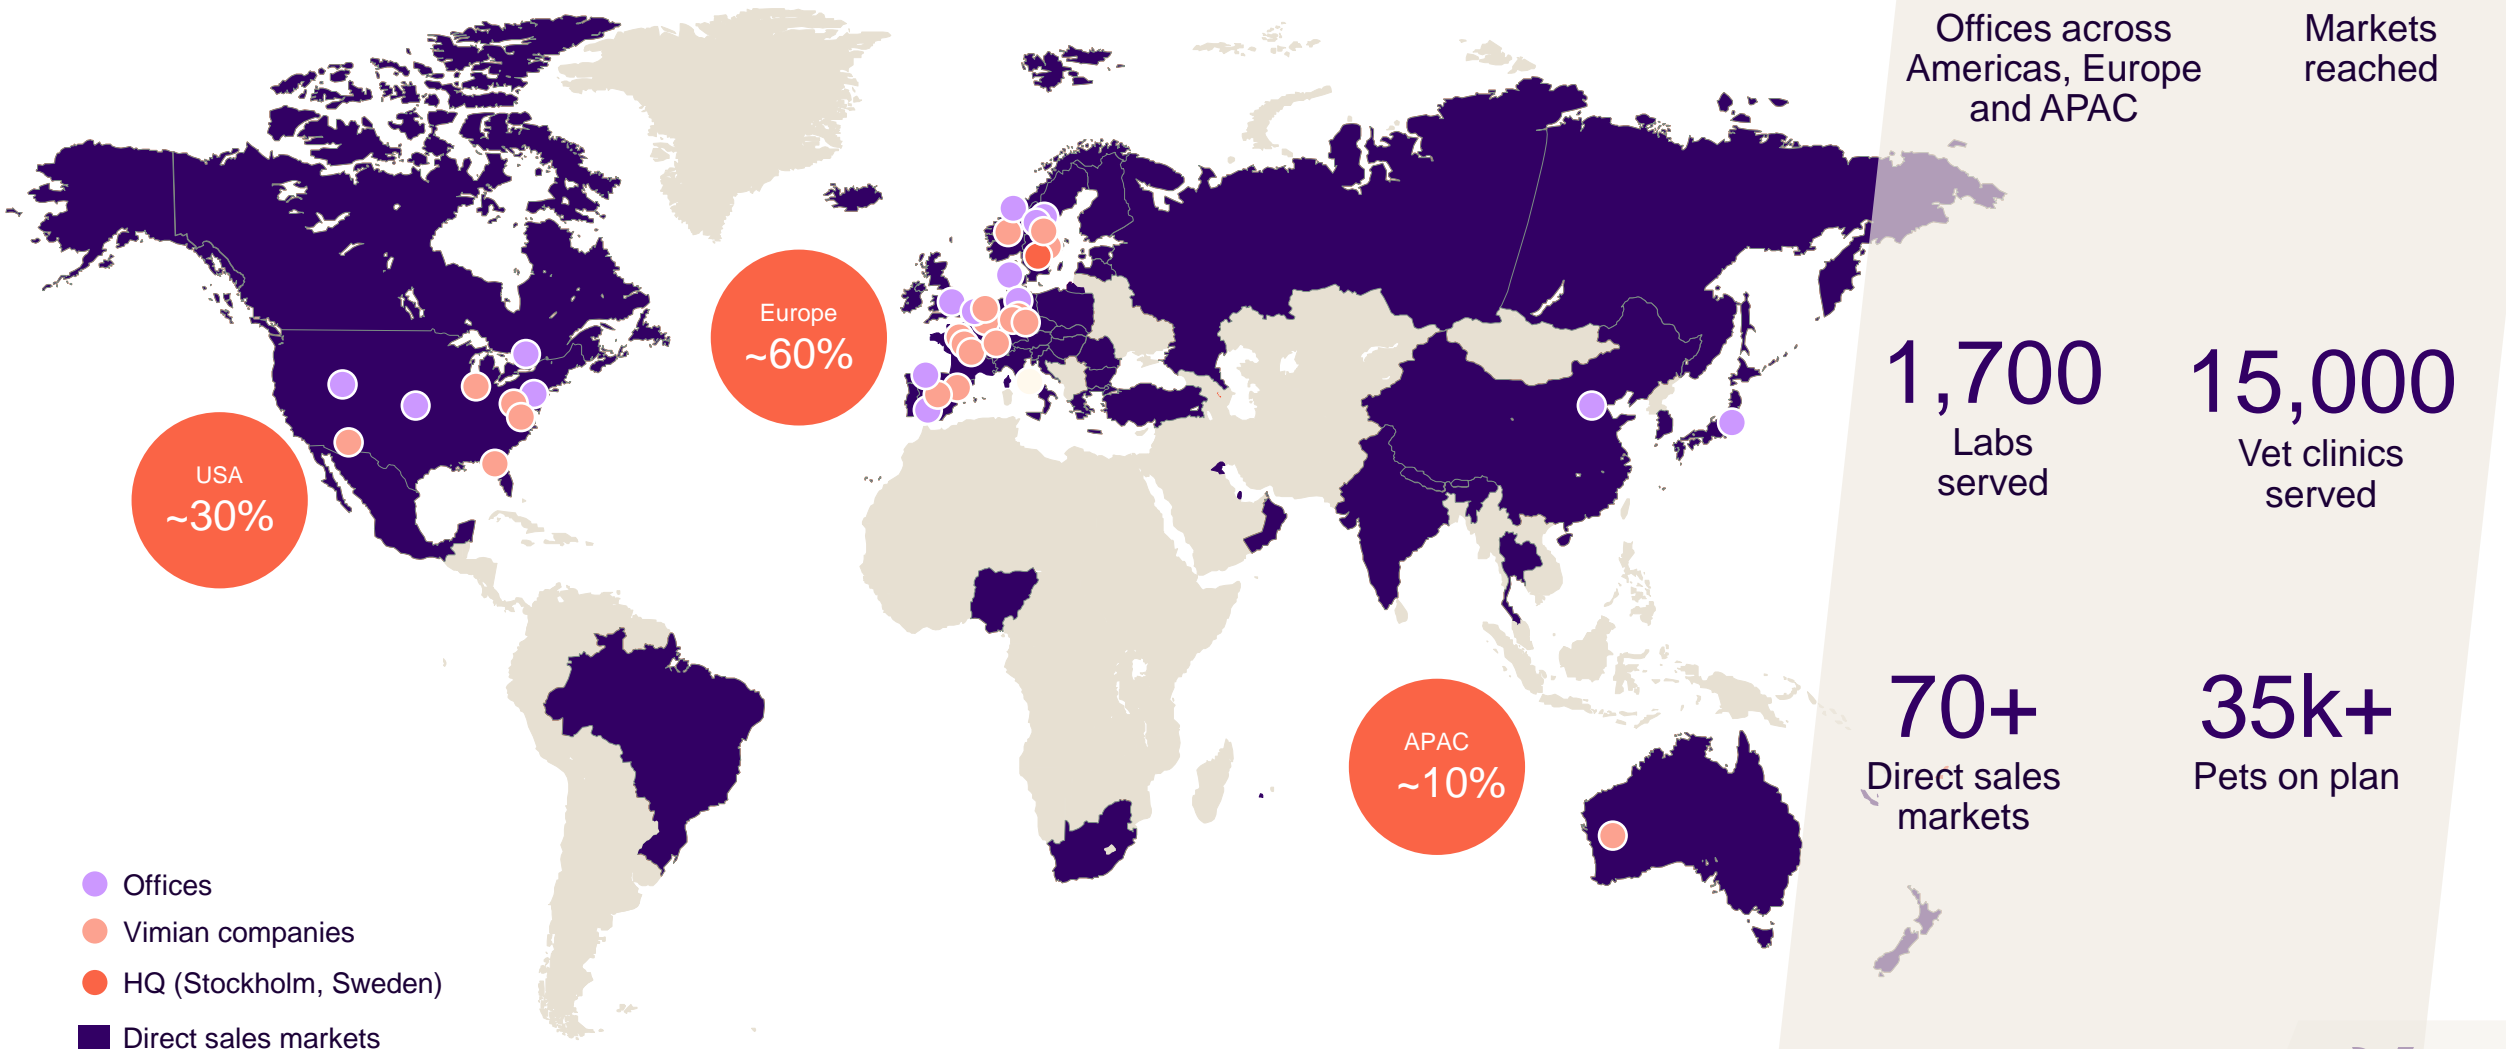 Offices across
Americas, Europe
and APAC
Markets
reached
Europe
~60%
1,700
Labs
served
15,000
Vet clinics
served
USA
~30%
70+
Direct sales
markets
35k+
Pets on plan
APAC
~10%
Offices
Vimian companies
HQ (Stockholm, Sweden)
Direct sales markets